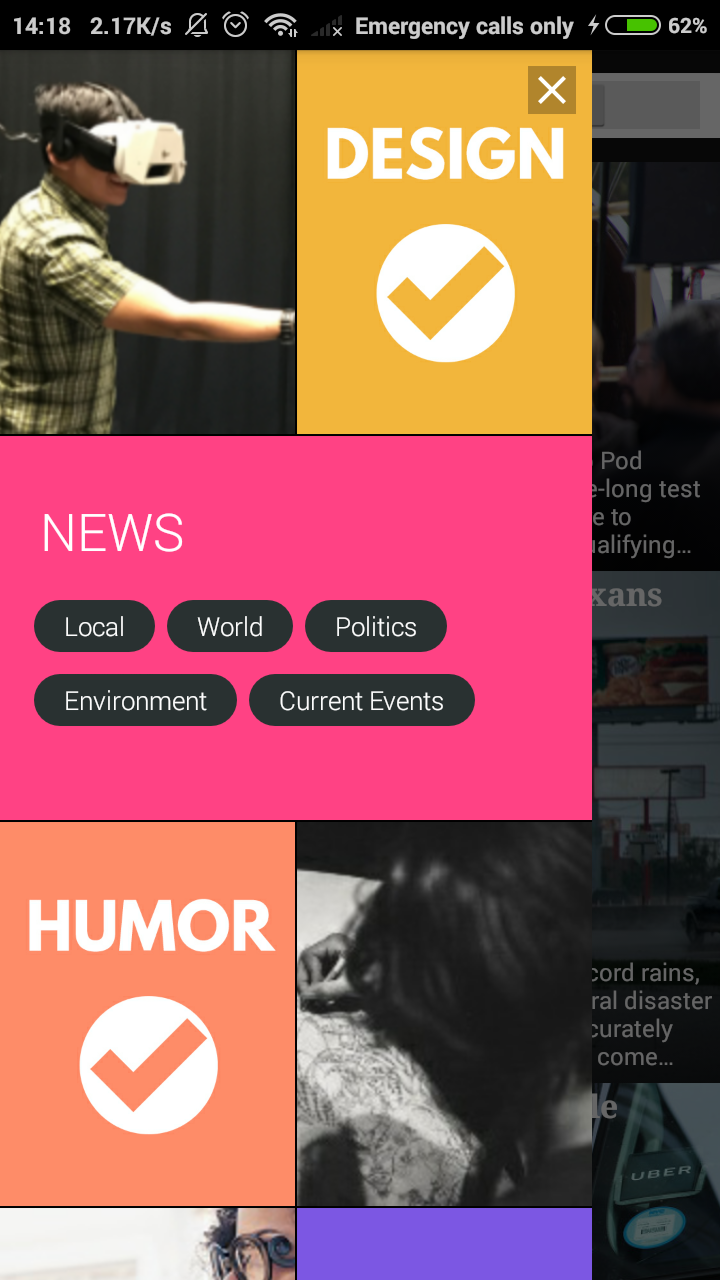 14:18 2.17K/s Emergency calls only 62%
DESIGN
Pod
e-long test
e to
alifying...
NEWS
xans
Local World Politics
Environment Current Events
HUMOR
cord rains,
ral disaster
curately
come...
le
UBER